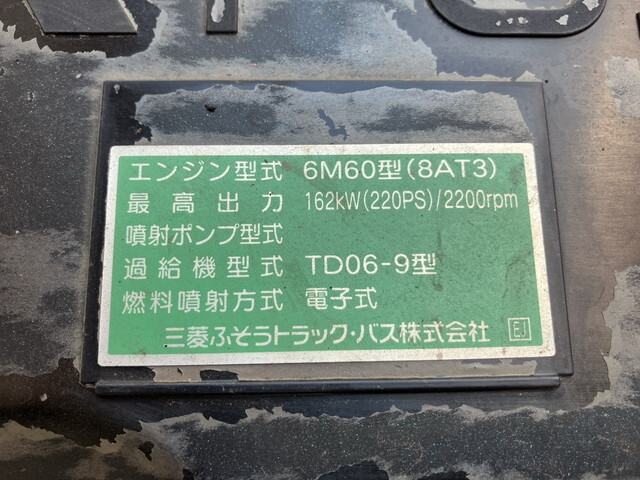 エンジン型式 6M60型(8AT3)
最高出力 162kW(220PS)/2200rpm
噴射ポンプ型式
過給機型式 TD06-9型
燃料噴射方式 電子式
三菱ふそうトラック・バス株式会社 EJ